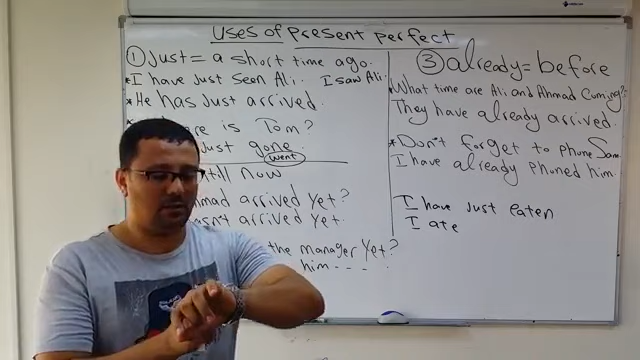 Uses of present perfect
① Just = a short time ago.
* I have just seen Ali. I saw Ali.
* He has just arrived.
is Tom?
just gone
went
till now
arrived yet?
arrived yet.
the manager yet?
him - - - .
③ already = before
What time are Ali and Ahmad Cuming?
They have already arrived.
* Don't forget to phone Sam
I have already phoned him.
I have just eaten
I ate